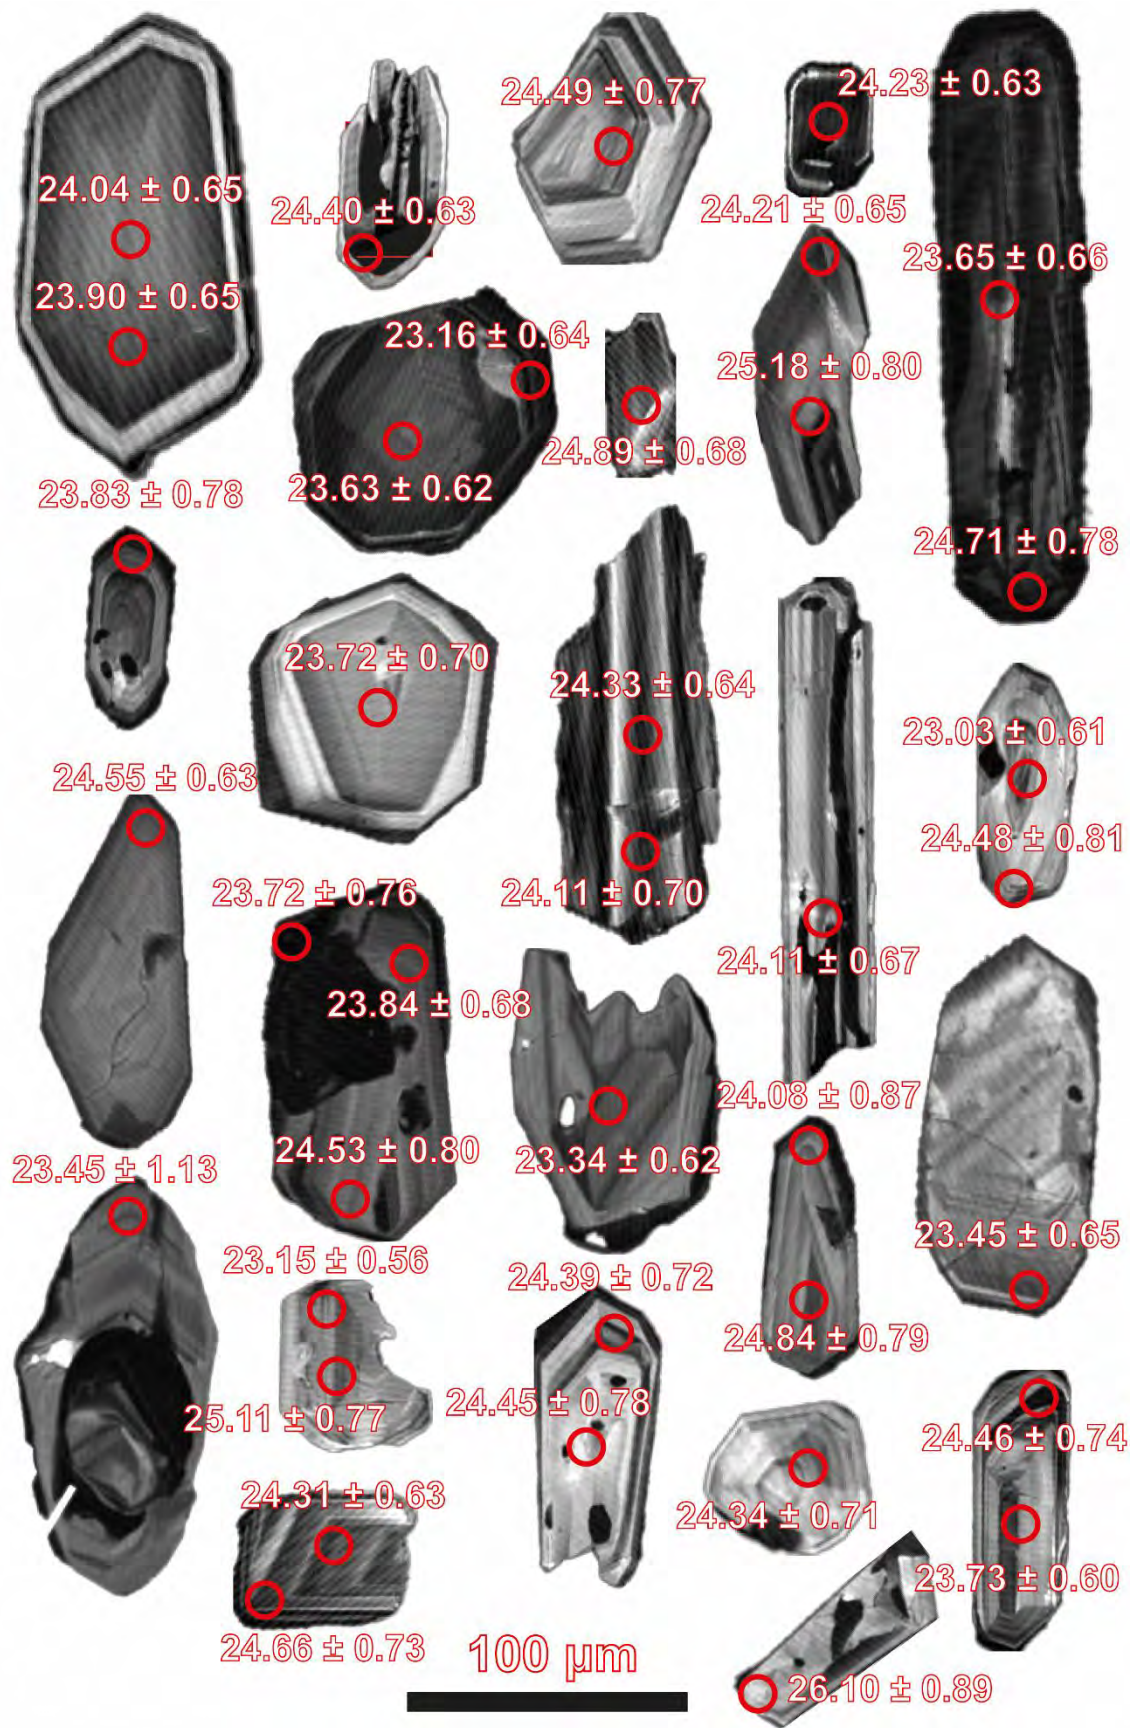 24.49 ± 0.77
24.23 ± 0.63
24.04 ± 0.65
24.40 ± 0.63
24.21 ± 0.65
23.65 ± 0.66
23.90 ± 0.65
23.16 ± 0.64
25.18 ± 0.80
24.89 ± 0.68
23.83 ± 0.78
23.63 ± 0.62
24.71 ± 0.78
23.72 ± 0.70
24.33 ± 0.64
23.03 ± 0.61
24.55 ± 0.63
24.48 ± 0.81
23.72 ± 0.76
24.11 ± 0.70
24.11 ± 0.67
23.84 ± 0.68
24.08 ± 0.87
24.53 ± 0.80
23.34 ± 0.62
23.45 ± 1.13
23.45 ± 0.65
23.15 ± 0.56
24.39 ± 0.72
24.84 ± 0.79
24.45 ± 0.78
25.11 ± 0.77
24.46 ± 0.74
24.31 ± 0.63
24.34 ± 0.71
23.73 ± 0.60
24.66 ± 0.73
100 µm
26.10 ± 0.89